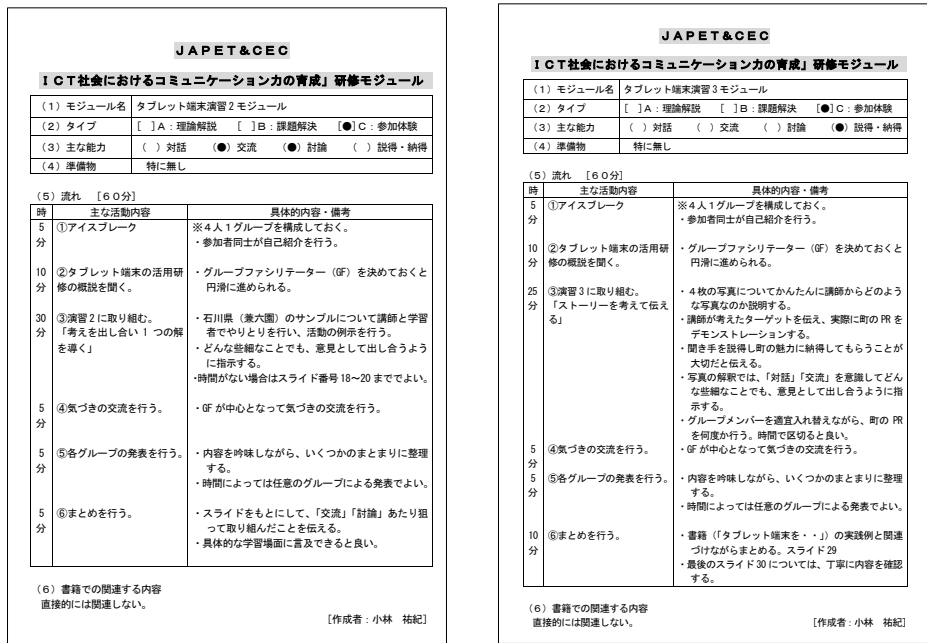 JAPET&CEC
ICT社会におけるコミュニケーション力の育成」研修モジュール
（1）モジュール名 タブレット端末演習2モジュール
（2）タイプ [ ]A：理論解説 [ ]B：課題解決 [●]C：参加体験
（3）主な能力 （ ）対話 （●）交流 （●）討論 （ ）説得・納得
（4）準備物 特に無し
（5）流れ [60分]
時 主な活動内容 具体的内容・備考
5 ①アイスブレーク ※4人1グループを構成しておく。
分 ・参加者同士が自己紹介を行う。
10 ②タブレット端末の活用研 ・グループファシリテーター（GF）を決めておくと
分 修の概説を聞く。 円滑に進められる。
30 ③演習2に取り組む。 ・石川県（兼六園）のサンプルについて講師と学習
分 「考えを出し合い 1 つの解 者でやりとりを行い、活動の例示を行う。
を導く」 ・どんな些細なことでも、意見として出し合うよう
に指示する。
・時間がない場合はスライド番号18～20まででよい。
5 ④気づきの交流を行う。 ・GFが中心となって気づきの交流を行う。
分
5 ⑤各グループの発表を行う。 ・内容を吟味しながら、いくつかのまとまりに整理
分 する。
・時間によっては任意のグループによる発表でよい。
5 ⑥まとめを行う。 ・スライドをもとにして、「交流」「討論」あたり狙
分 って取り組んだことを伝える。
・具体的な学習場面に言及できると良い。
（6）書籍での関連する内容
直接的には関連しない。
[作成者：小林 祐紀]
JAPET&CEC
ICT社会におけるコミュニケーション力の育成」研修モジュール
（1）モジュール名 タブレット端末演習3モジュール
（2）タイプ [ ]A：理論解説 [ ]B：課題解決 [●]C：参加体験
（3）主な能力 （ ）対話 （ ）交流 （ ）討論 （●）説得・納得
（4）準備物 特に無し
（5）流れ [60分]
時 主な活動内容 具体的内容・備考
5 ①アイスブレーク ※4人1グループを構成しておく。
分 ・参加者同士が自己紹介を行う。
10 ②タブレット端末の活用研 ・グループファシリテーター（GF）を決めておくと
分 修の概説を聞く。 円滑に進められる。
25 ③演習3に取り組む。 ・4枚の写真についてかんたんに講師からどのよう
分 「ストーリーを考えて伝え な写真なのか説明する。
る」 ・講師が考えたターゲットを伝え、実際に町のPRを
デモンストレーションする。
・聞き手を説得し町の魅力に納得してもらうことが
大切だと伝える。
・写真の解釈では、「対話」「交流」を意識してどん
な些細なことでも、意見として出し合うように指
示する。
・グループメンバーを適宜入れ替えながら、町の PR
を何度か行う。時間で区切ると良い。
5 ④気づきの交流を行う。 ・GFが中心となって気づきの交流を行う。
分
5 ⑤各グループの発表を行う。 ・内容を吟味しながら、いくつかのまとまりに整理
分 する。
・時間によっては任意のグループによる発表でよい。
10 ⑥まとめを行う。 ・書籍（「タブレット端末を・・」）の実践例と関連
分 づけながらまとめる。スライド29
・最後のスライド30については、丁寧に内容を確認
する。
（6）書籍での関連する内容
直接的には関連しない。
[作成者：小林 祐紀]